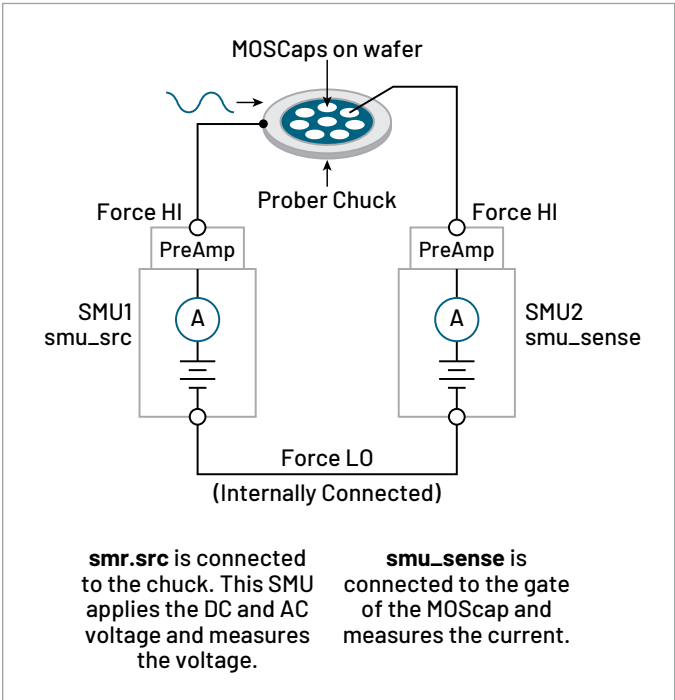 MOSCaps on wafer
Prober Chuck
Force HI
Force HI
PreAmp
PreAmp
SMU1
smu_src
A
A
SMU2
smu_sense
Force LO
(Internally Connected)
smr.src is connected
to the chuck. This SMU
applies the DC and AC
voltage and measures
the voltage.
smu_sense is
connected to the gate
of the MOScap and
measures the current.